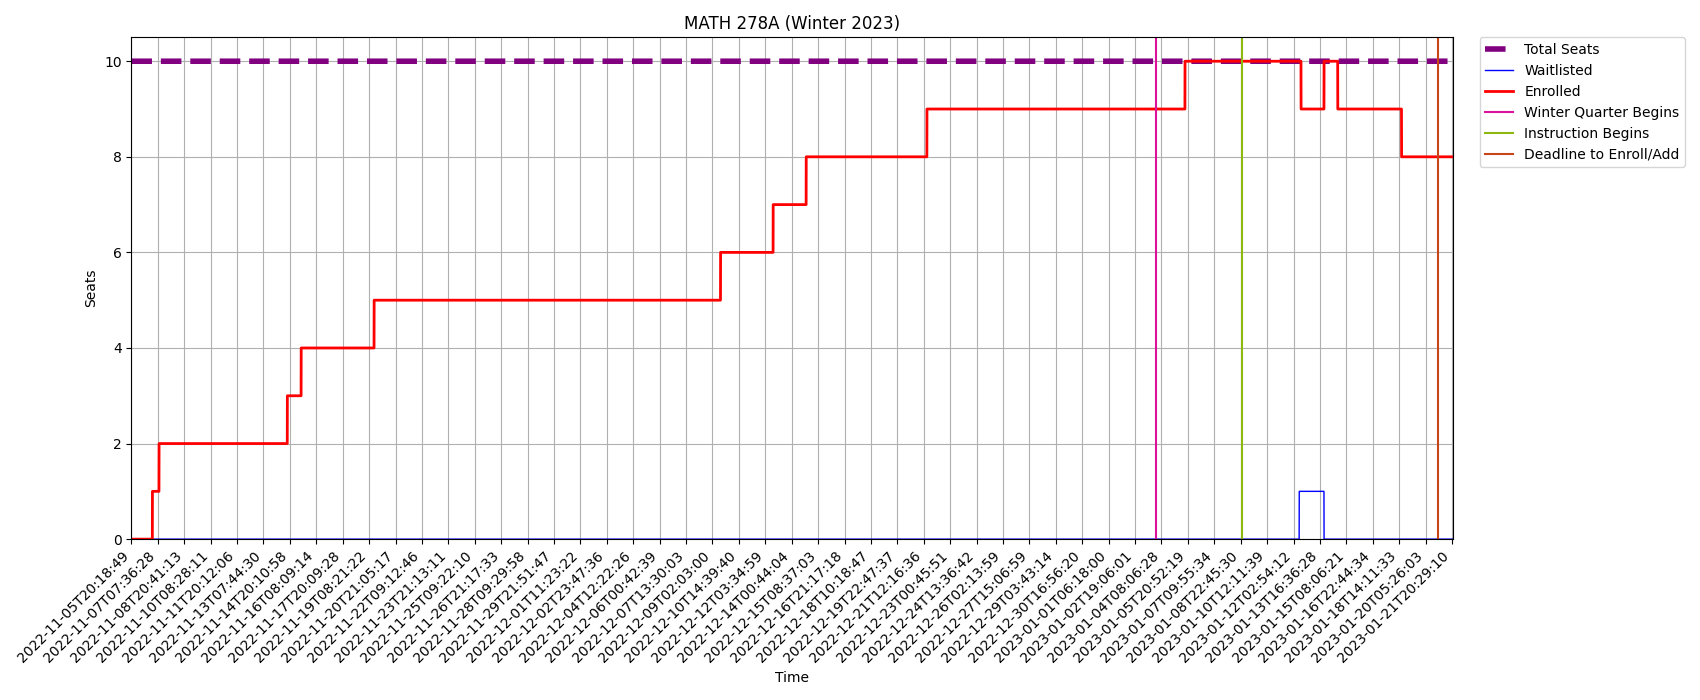 MATH 278A (Winter 2023)
Total Seats
Waitlisted
Enrolled
Winter Quarter Begins
Instruction Begins
Deadline to Enroll/Add
Seats
10
8
6
4
2
0
2022-11-05T20:18:49
2022-11-07T07:36:28
2022-11-08T20:41:13
2022-11-10T08:28:11
2022-11-11T20:12:06
2022-11-13T07:44:30
2022-11-14T20:10:58
2022-11-16T08:09:14
2022-11-17T20:09:28
2022-11-19T08:21:22
2022-11-20T21:05:17
2022-11-22T09:12:46
2022-11-23T21:13:11
2022-11-25T09:22:10
2022-11-26T21:17:33
2022-11-28T09:29:58
2022-11-29T21:51:47
2022-12-01T11:23:22
2022-12-02T23:47:36
2022-12-04T12:22:26
2022-12-06T00:42:39
2022-12-07T13:30:03
2022-12-09T02:03:00
2022-12-10T14:39:40
2022-12-12T03:34:59
2022-12-14T00:44:04
2022-12-15T08:37:03
2022-12-16T21:17:18
2022-12-18T10:18:47
2022-12-19T22:47:37
2022-12-21T12:16:36
2022-12-23T00:45:51
2022-12-24T13:36:42
2022-12-26T02:13:59
2022-12-27T15:06:59
2022-12-29T03:43:14
2022-12-30T16:56:20
2023-01-01T06:18:00
2023-01-02T19:06:01
2023-01-04T08:06:28
2023-01-05T20:52:19
2023-01-07T09:55:34
2023-01-08T22:45:30
2023-01-10T12:11:39
2023-01-12T02:54:12
2023-01-13T16:36:28
2023-01-15T08:06:21
2023-01-16T22:44:34
2023-01-18T14:11:33
2023-01-20T05:26:03
2023-01-21T20:29:10
Time